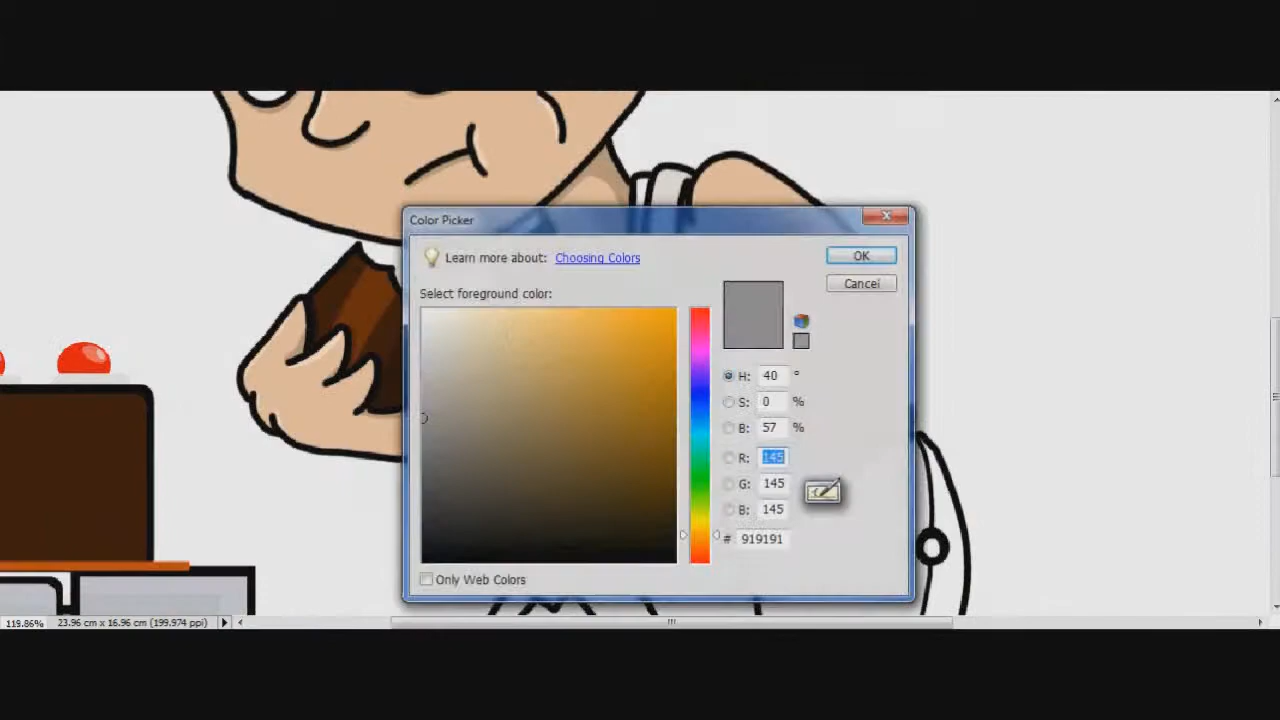 Color Picker
Learn more about: Choosing Colors
OK
Cancel
Select foreground color:
H: 40 °
S: 0 %
B: 57 %
R: 145
G: 145
B: 145
# 919191
Only Web Colors
119.86% 23.96 cm x 16.96 cm (199.974 ppi)